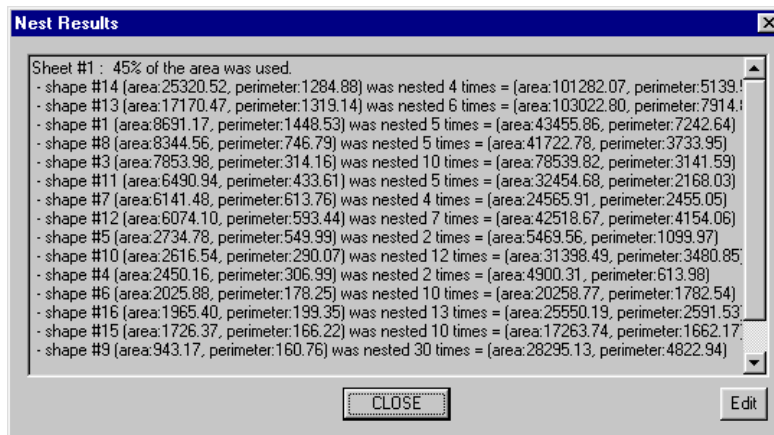 Nest Results
Sheet #1 : 45% of the area was used.
- shape #14 (area:25320.52, perimeter:1284.88) was nested 4 times = (area:101282.07, perimeter:5139.
- shape #13 (area:17170.47, perimeter:1319.14) was nested 6 times = (area:103022.80, perimeter:7914.
- shape #1 (area:8691.17, perimeter:1448.53) was nested 5 times = (area:43455.86, perimeter:7242.64)
- shape #8 (area:8344.56, perimeter:746.79) was nested 5 times = (area:41722.78, perimeter:3733.95)
- shape #3 (area:7853.98, perimeter:314.16) was nested 10 times = (area:78539.82, perimeter:3141.59)
- shape #11 (area:6490.94, perimeter:433.61) was nested 5 times = (area:32454.68, perimeter:2168.03)
- shape #7 (area:6141.48, perimeter:613.76) was nested 4 times = (area:24565.91, perimeter:2455.05)
- shape #12 (area:6074.10, perimeter:593.44) was nested 7 times = (area:42518.67, perimeter:4154.06)
- shape #5 (area:2734.78, perimeter:549.99) was nested 2 times = (area:5469.56, perimeter:1099.97)
- shape #10 (area:2616.54, perimeter:290.07) was nested 12 times = (area:31398.49, perimeter:3480.85)
- shape #4 (area:2450.16, perimeter:306.99) was nested 2 times = (area:4900.31, perimeter:613.98)
- shape #6 (area:2025.88, perimeter:178.25) was nested 10 times = (area:20258.77, perimeter:1782.54)
- shape #16 (area:1965.40, perimeter:199.35) was nested 13 times = (area:25550.19, perimeter:2591.53)
- shape #15 (area:1726.37, perimeter:166.22) was nested 10 times = (area:17263.74, perimeter:1662.17)
- shape #9 (area:943.17, perimeter:160.76) was nested 30 times = (area:28295.13, perimeter:4822.94)
CLOSE
Edit